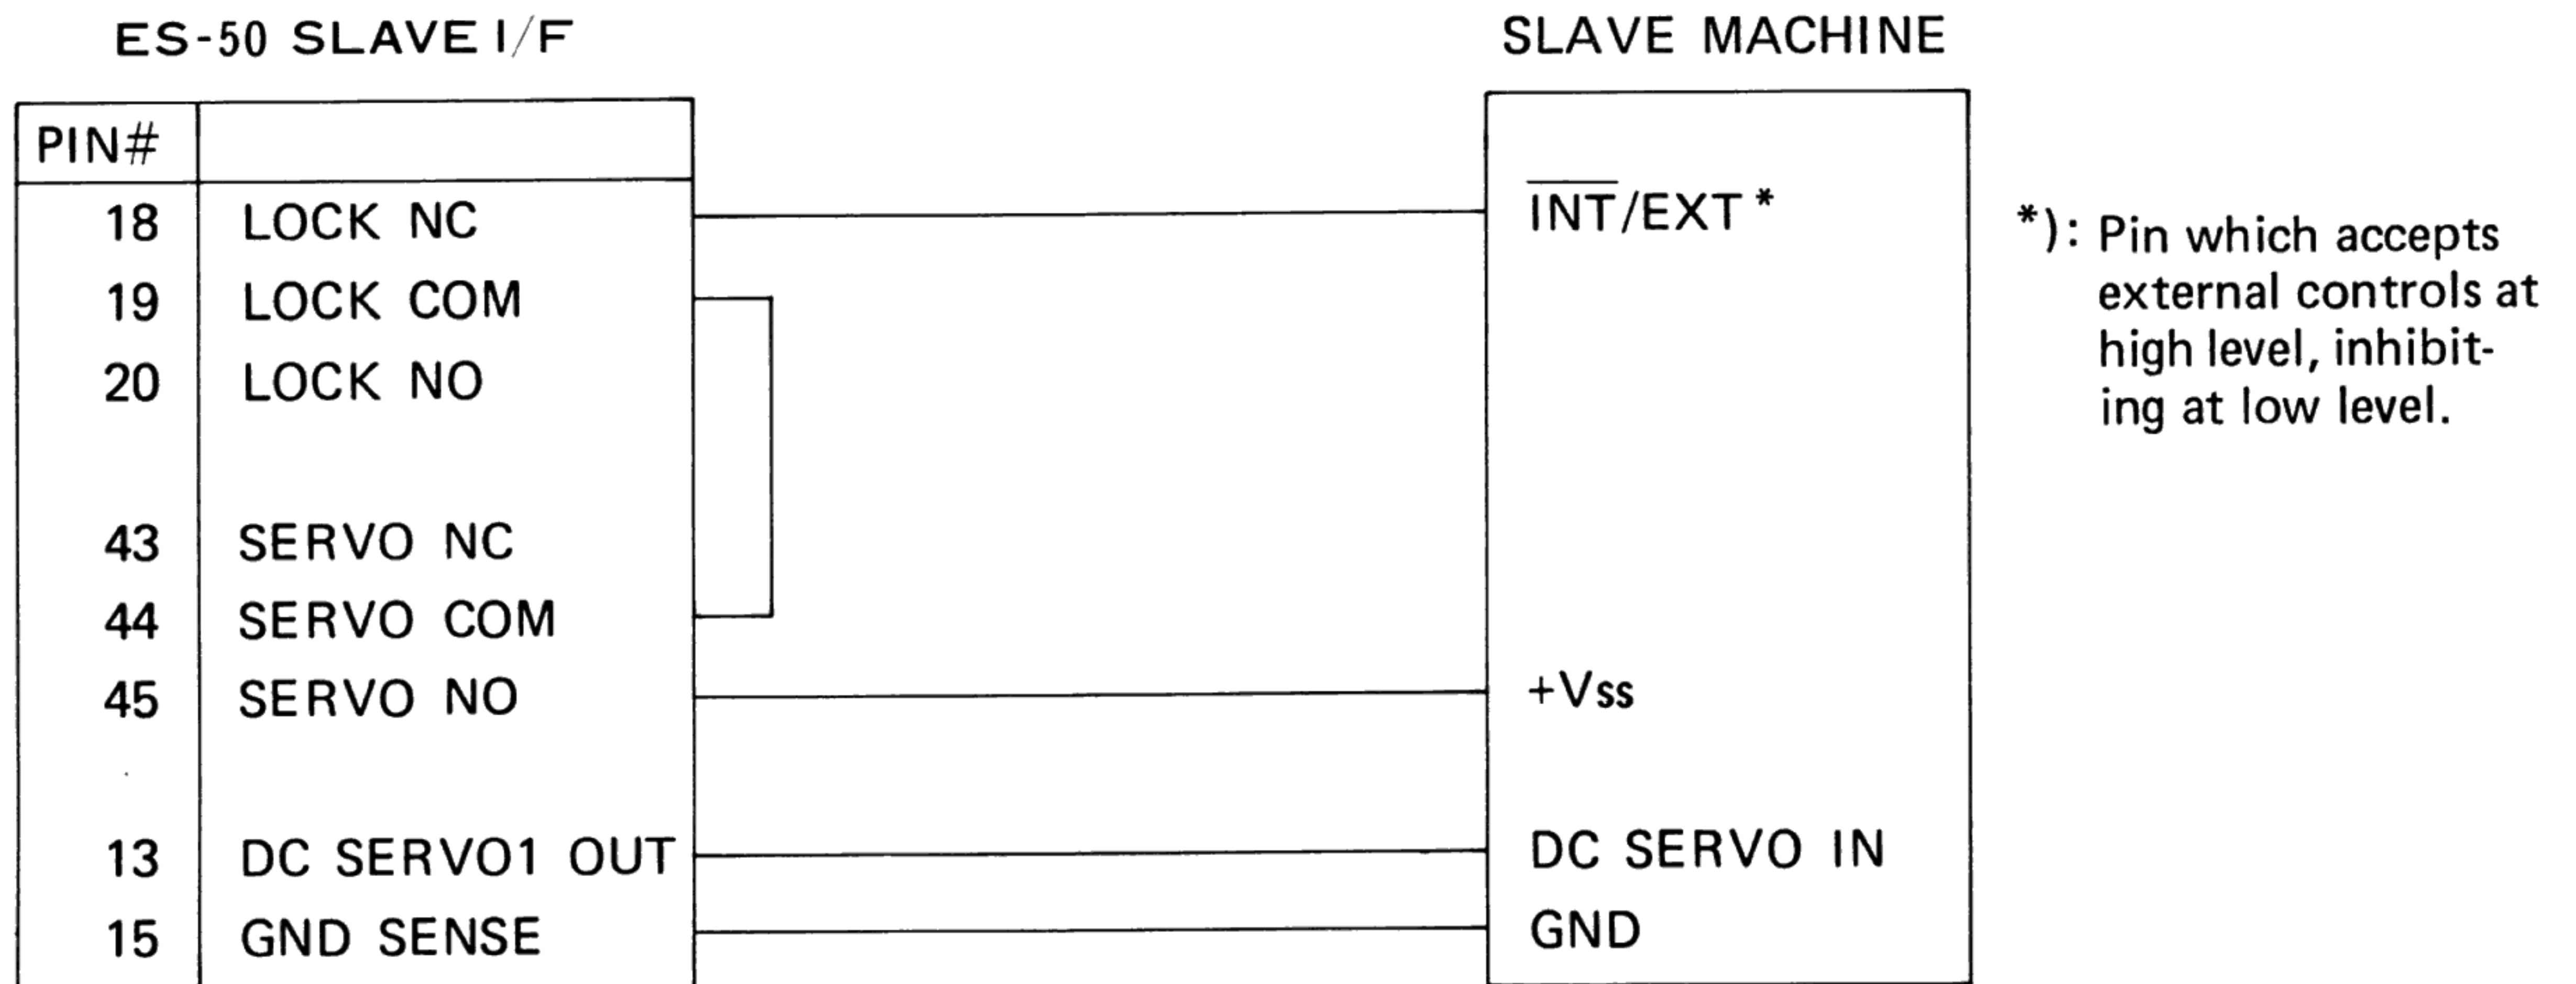 ES-50 SLAVE I/F
SLAVE MACHINE
PIN#
18 LOCK NC
19 LOCK COM
20 LOCK NO
43 SERVO NC
44 SERVO COM
45 SERVO NO
13 DC SERVO1 OUT
15 GND SENSE
I̅N̅T̅/EXT*
+Vss
DC SERVO IN
GND
*): Pin which accepts
external controls at
high level, inhibit-
ing at low level.